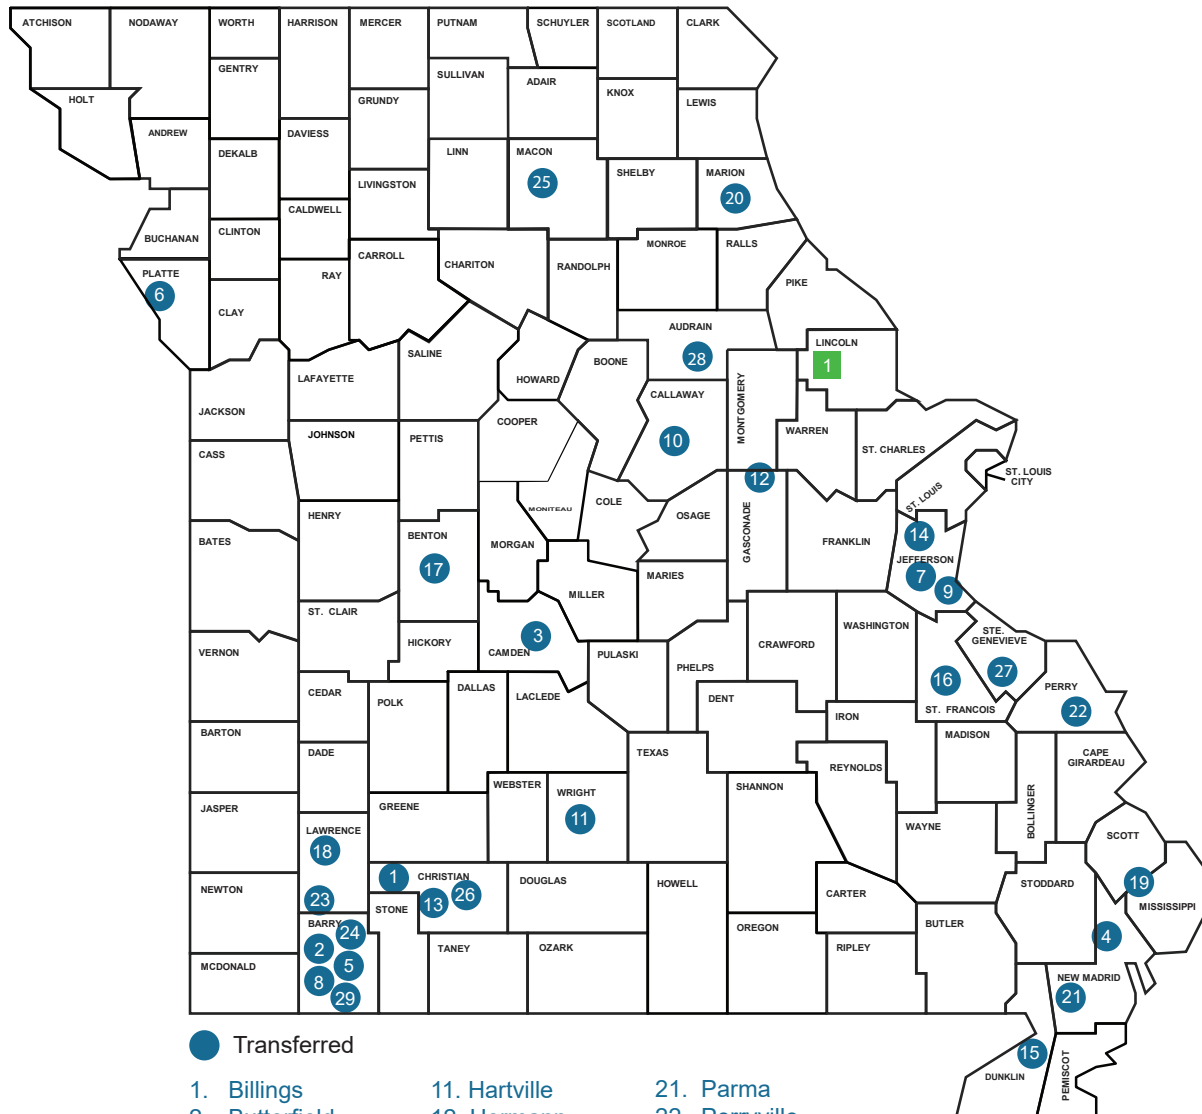 ATCHISON
NODAWAY
WORTH
HARRISON
MERCER
PUTNAM
SCHUYLER
SCOTLAND
CLARK
GENTRY
SULLIVAN
ADAIR
KNOX
HOLT
GRUNDY
LEWIS
ANDREW
DAVIESS
DEKALB
LINN
MACON
25
SHELBY
MARION
20
LIVINGSTON
CALDWELL
BUCHANAN
CLINTON
CARROLL
CHARITON
RANDOLPH
MONROE
RALLS
PLATTE
6
RAY
PIKE
CLAY
AUDRAIN
28
LINCOLN
1
SALINE
BOONE
LAFAYETTE
HOWARD
CALLAWAY
10
MONTGOMERY
JACKSON
COOPER
JOHNSON
PETTIS
WARREN
ST. CHARLES
CASS
ST. LOUIS
CITY
12
ST. LOUIS
HENRY
MONITEAU
COLE
OSAGE
GASCONADE
BATES
BENTON
17
MORGAN
FRANKLIN
14
JEFFERSON
7
9
MARIES
MILLER
ST. CLAIR
WASHINGTON
STE.
GENEVIEVE
27
VERNON
HICKORY
CAMDEN
3
PULASKI
PHELPS
CRAWFORD
16
ST. FRANCOIS
PERRY
22
CEDAR
POLK
DALLAS
LACLEDE
DENT
IRON
BARTON
DADE
TEXAS
MADISON
CAPE
GIRARDEAU
REYNOLDS
WEBSTER
WRIGHT
11
SHANNON
JASPER
GREENE
BOLLINGER
LAWRENCE
18
WAYNE
SCOTT
19
CHRISTIAN
1
13
26
DOUGLAS
HOWELL
STODDARD
NEWTON
23
CARTER
MISSISSIPPI
STONE
BARRY
24
2
5
8
29
OREGON
BUTLER
4
TANEY
OZARK
RIPLEY
MCDONALD
NEW MADRID
21
15
DUNKLIN
PEMISCOT
Transferred
1. Billings
11. Hartville
21. Parma
2. Butterfield
12. Hermann
22. Perryville